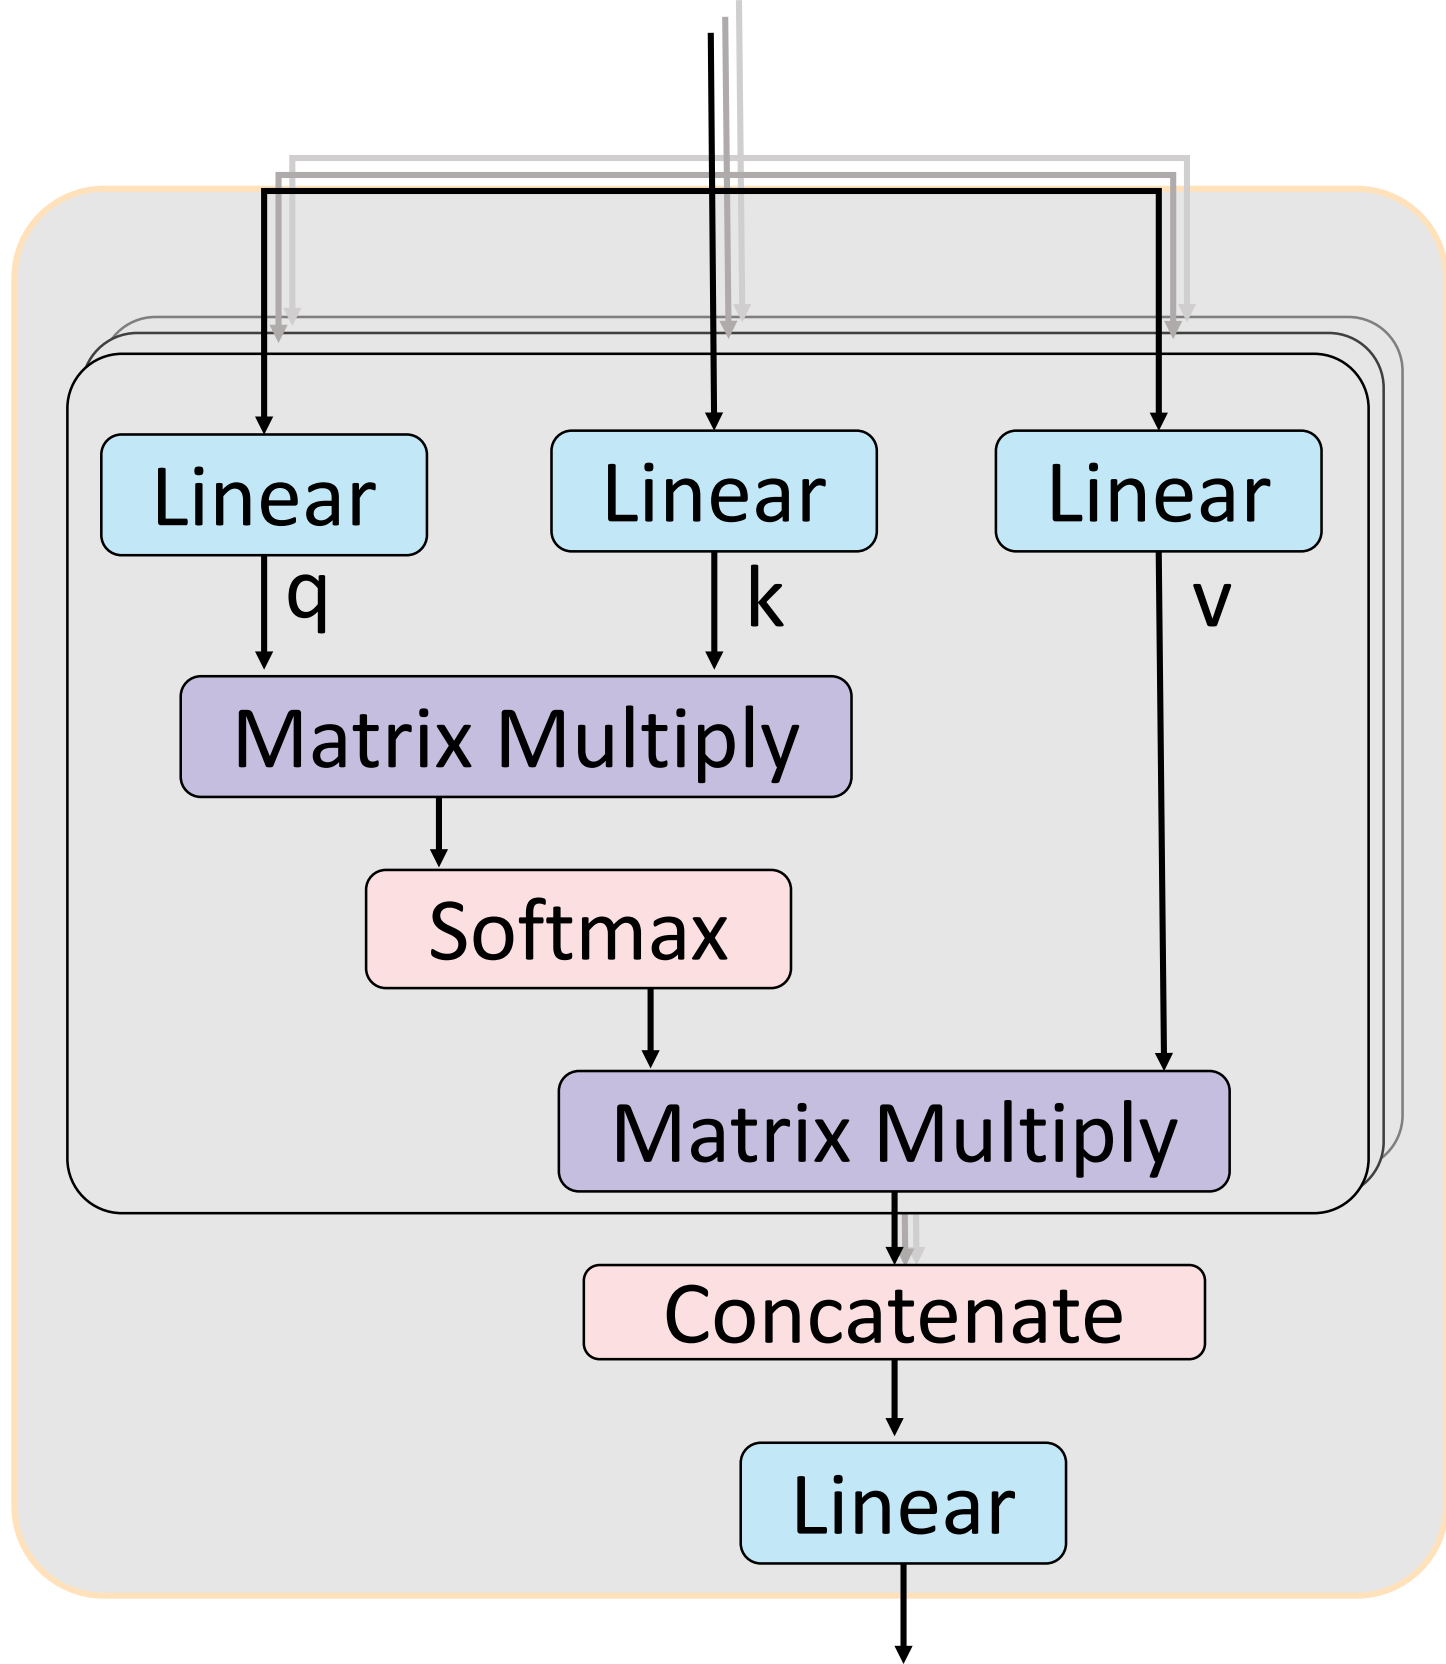 Linear
Linear
Linear
q
k
v
Matrix Multiply
Softmax
Matrix Multiply
Concatenate
Linear